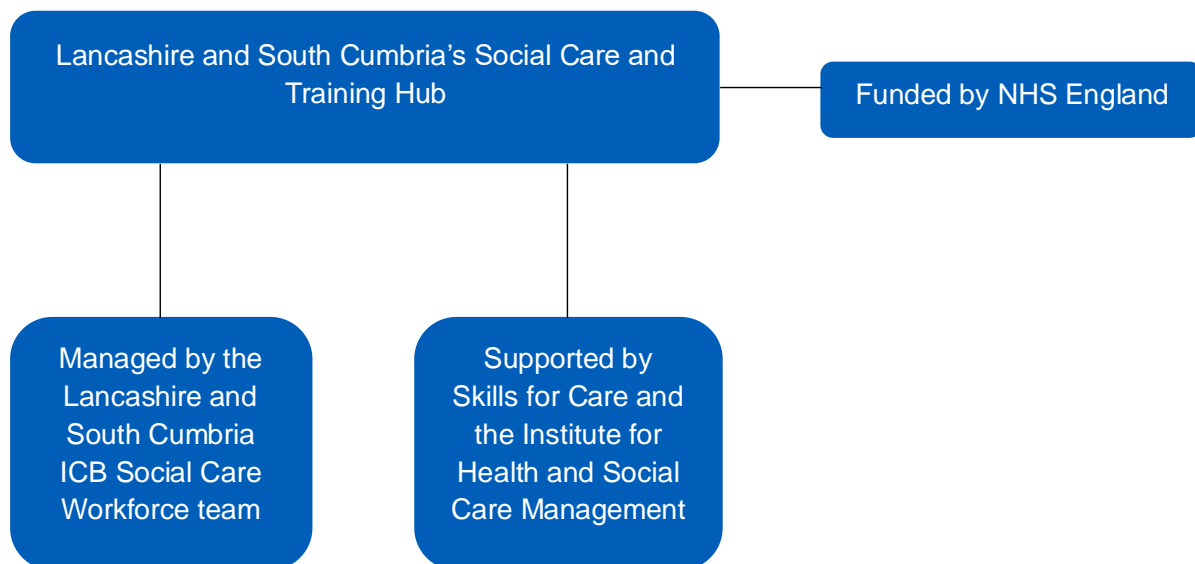 Lancashire and South Cumbria’s Social Care and
Training Hub
Funded by NHS England
Managed by the
Lancashire and
South Cumbria
ICB Social Care
Workforce team
Supported by
Skills for Care and
the Institute for
Health and Social
Care Management